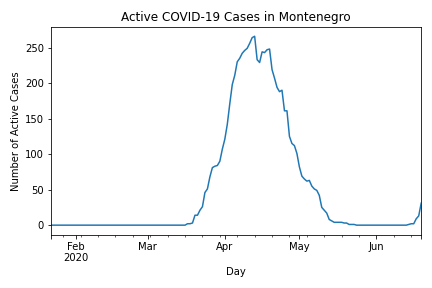 Active COVID-19 Cases in Montenegro
Number of Active Cases
250
200
150
100
50
0
Feb
2020
Mar
Apr
May
Jun
Day